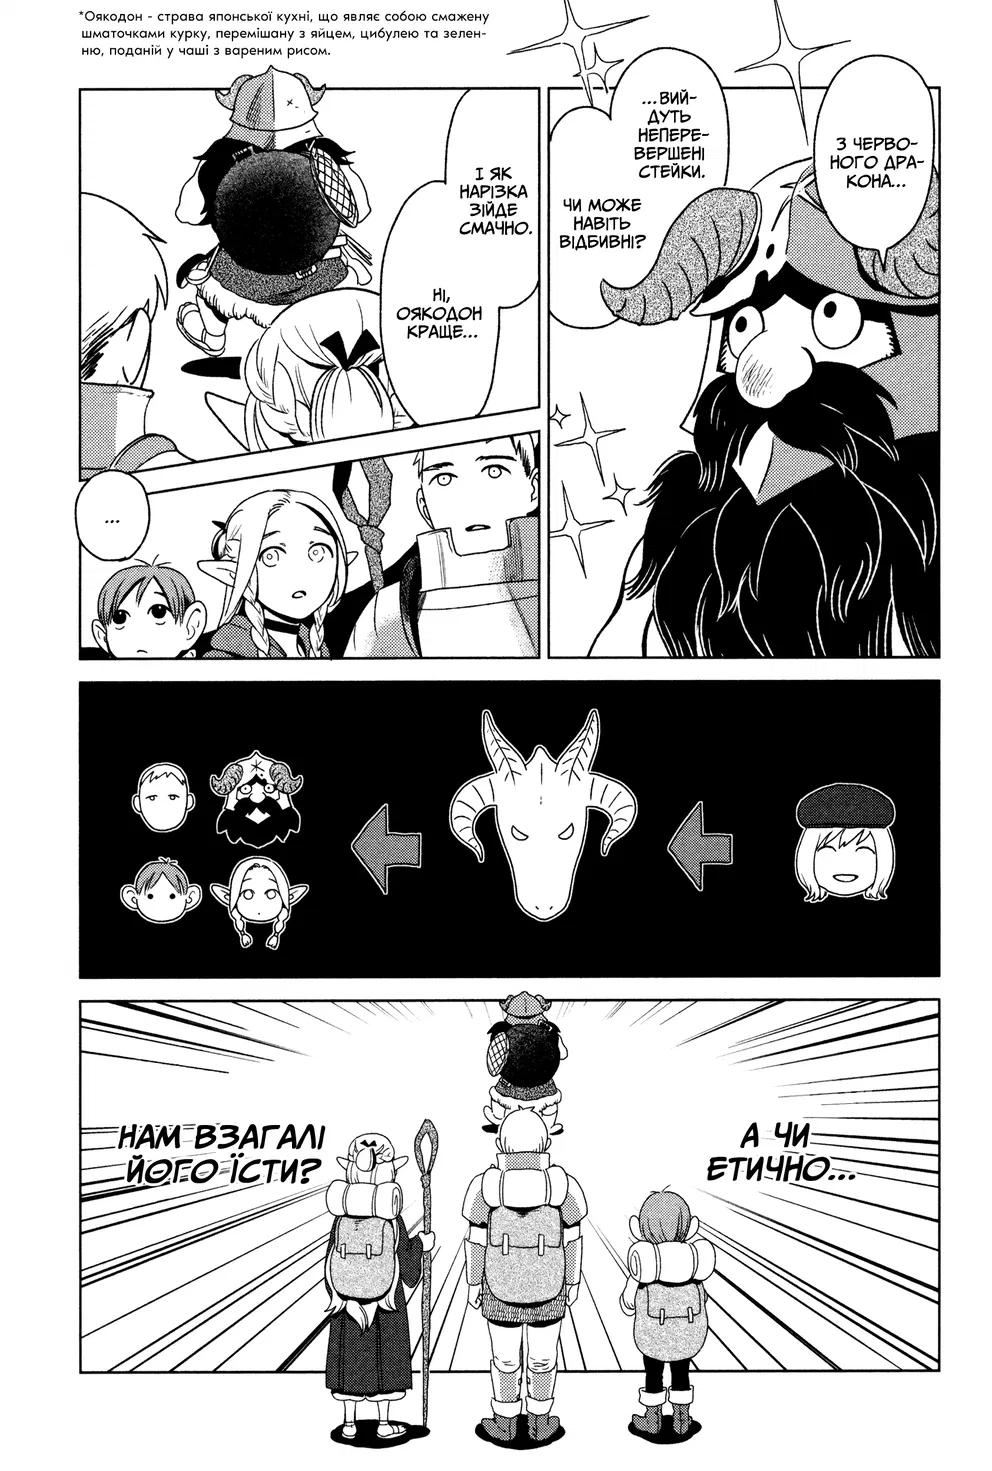 *Оякодон - страва японської кухні, що являє собою смажену
шматочками курку, перемішану з яйцем, цибулею та зелен-
ню, поданій у чаші з вареним рисом.
З ЧЕРВО-
НОГО ДРА-
КОНА...
...ВИЙ-
ДУТЬ
НЕПЕРЕ-
ВЕРШЕНІ
СТЕЙКИ.
ЧИ МОЖЕ
НАВІТЬ
ВІДБИВНІ?
І ЯК
НАРІЗКА
ЗІЙДЕ
СМАЧНО.
НІ,
ОЯКОДОН
КРАЩЕ...
...
А ЧИ
ЕТИЧНО...
НАМ ВЗАГАЛІ
ЙОГО ЇСТИ?